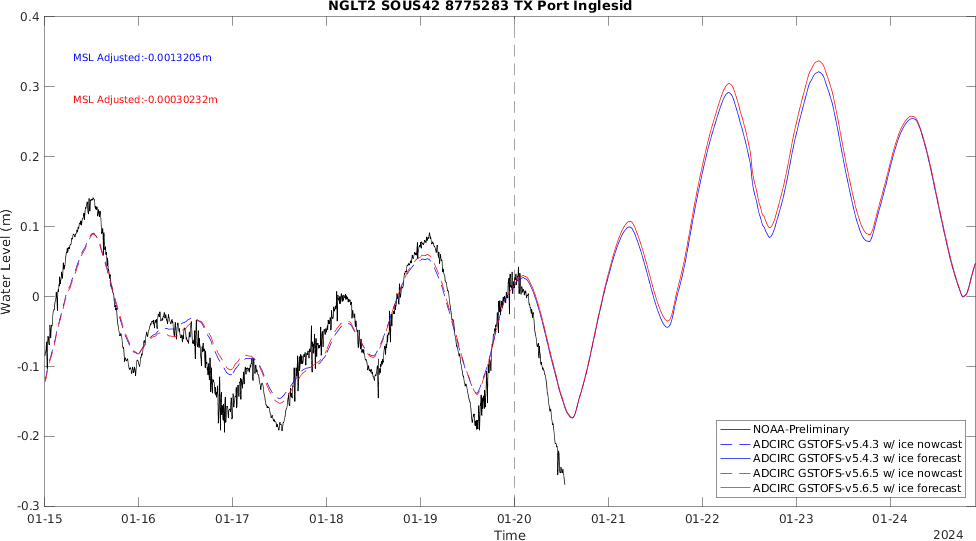 NGLT2 SOUS42 8775283 TX Port Inglesid
0.4
0.3
0.2
0.1
0
-0.1
-0.2
-0.3
Water Level (m)
MSL Adjusted:-0.0013205m
MSL Adjusted:-0.00030232m
NOAA-Preliminary
ADCIRC GSTOFS-v5.4.3 w/ ice nowcast
ADCIRC GSTOFS-v5.4.3 w/ ice forecast
ADCIRC GSTOFS-v5.6.5 w/ ice nowcast
ADCIRC GSTOFS-v5.6.5 w/ ice forecast
01-15 01-16 01-17 01-18 01-19 01-20 01-21 01-22 01-23 01-24
Time
2024